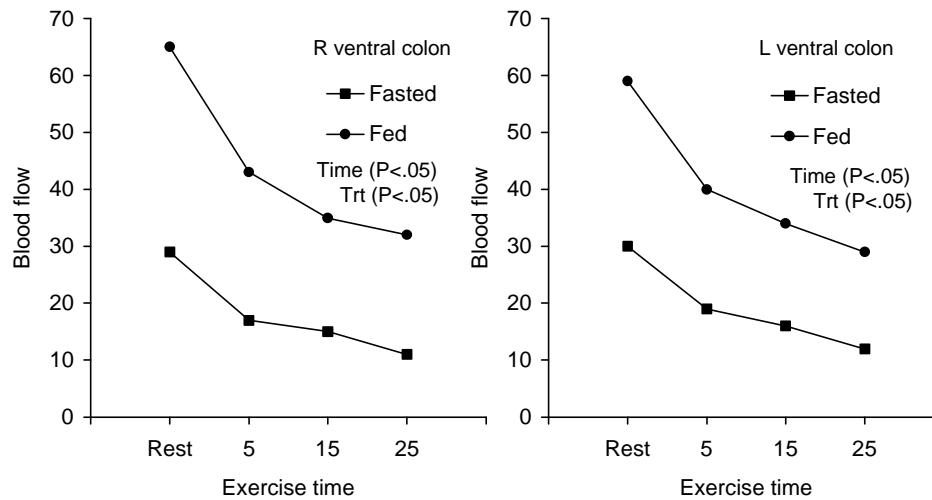 70
60
50
40
30
20
10
0
Blood flow
R ventral colon
Fasted
Fed
Time (P<.05)
Trt (P<.05)
Rest 5 15 25
Exercise time
70
60
50
40
30
20
10
0
Blood flow
L ventral colon
Fasted
Fed
Time (P<.05)
Trt (P<.05)
Rest 5 15 25
Exercise time